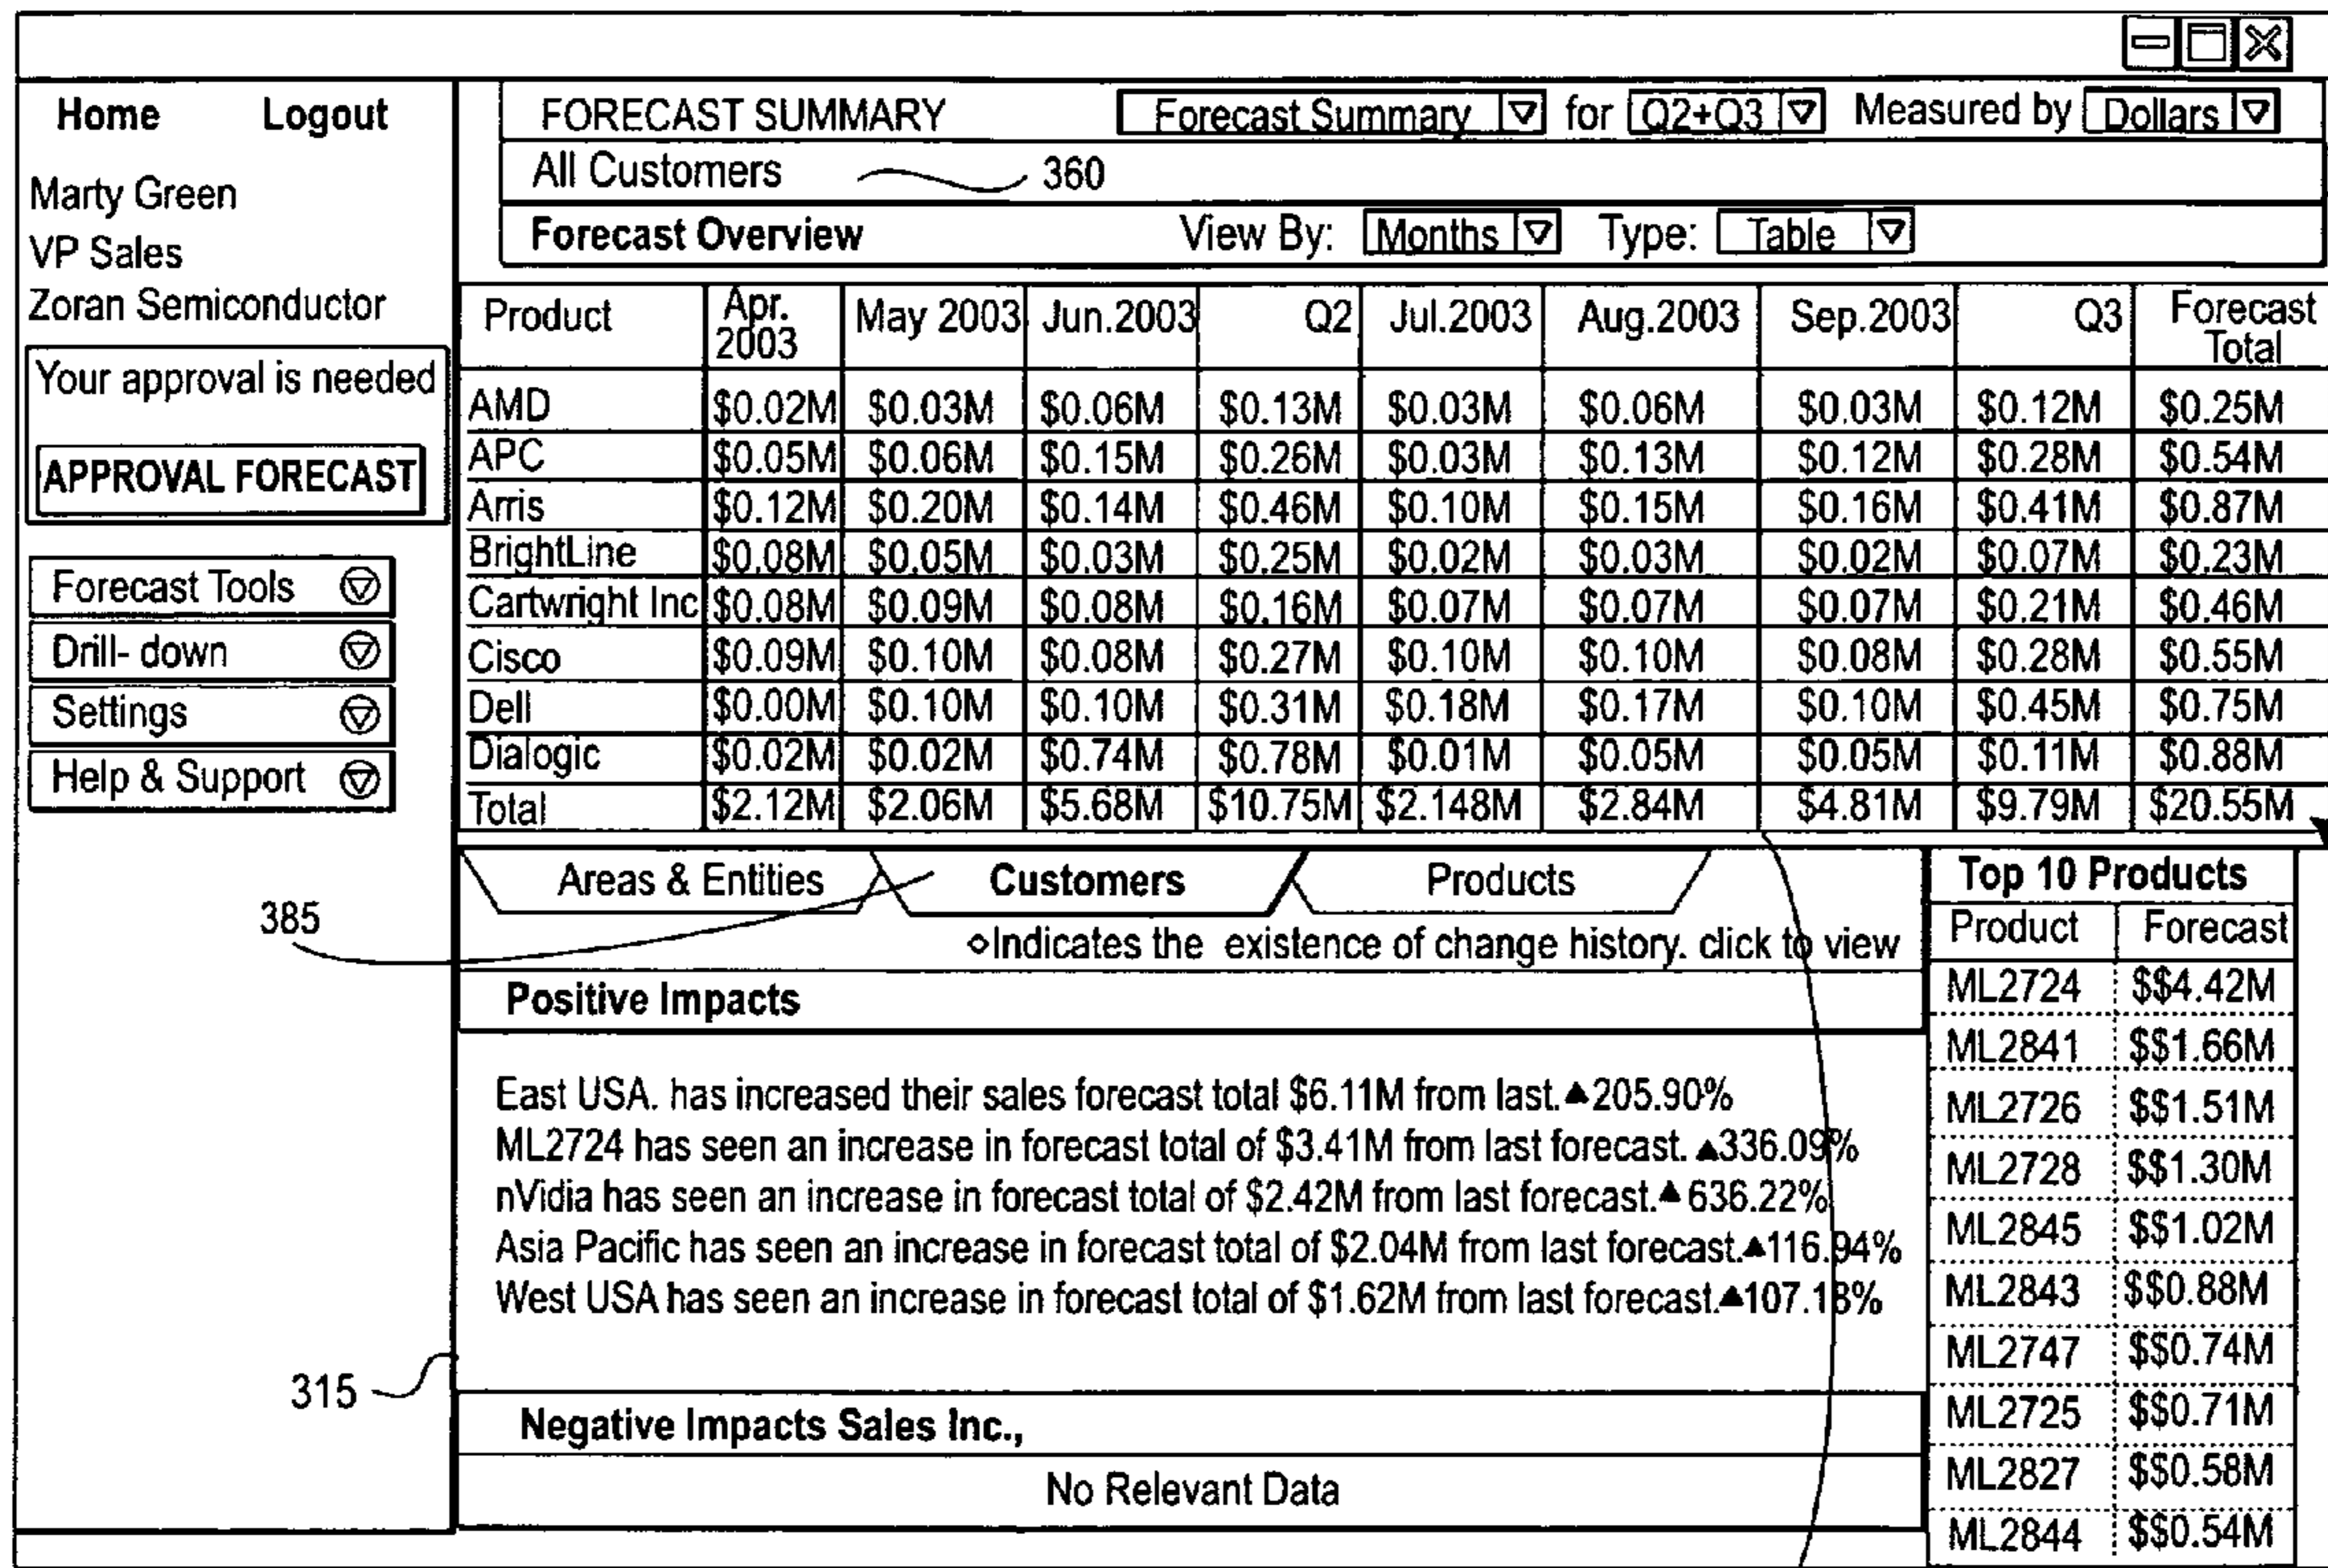 Home Logout
Marty Green
VP Sales
Zoran Semiconductor
Your approval is needed
APPROVAL FORECAST
Forecast Tools
Drill- down
Settings
Help & Support
FORECAST SUMMARY Forecast Summary for Q2+Q3 Measured by Dollars
All Customers 360
Forecast Overview View By: Months Type: Table
Product Apr. 2003 May 2003 Jun.2003 Q2 Jul.2003 Aug.2003 Sep.2003 Q3 Forecast Total
AMD $0.02M $0.03M $0.06M $0.13M $0.03M $0.06M $0.03M $0.12M $0.25M
APC $0.05M $0.06M $0.15M $0.26M $0.03M $0.13M $0.12M $0.28M $0.54M
Arris $0.12M $0.20M $0.14M $0.46M $0.10M $0.15M $0.16M $0.41M $0.87M
BrightLine $0.08M $0.05M $0.03M $0.25M $0.02M $0.03M $0.02M $0.07M $0.23M
Cartwright Inc $0.08M $0.09M $0.08M $0.16M $0.07M $0.07M $0.07M $0.21M $0.46M
Cisco $0.09M $0.10M $0.08M $0.27M $0.10M $0.10M $0.08M $0.28M $0.55M
Dell $0.00M $0.10M $0.10M $0.31M $0.18M $0.17M $0.10M $0.45M $0.75M
Dialogic $0.02M $0.02M $0.74M $0.78M $0.01M $0.05M $0.05M $0.11M $0.88M
Total $2.12M $2.06M $5.68M $10.75M $2.148M $2.84M $4.81M $9.79M $20.55M
385
Areas & Entities Customers Products
◇Indicates the existence of change history. click to view
Positive Impacts
East USA. has increased their sales forecast total $6.11M from last.▲205.90%
ML2724 has seen an increase in forecast total of $3.41M from last forecast. ▲336.09%
nVidia has seen an increase in forecast total of $2.42M from last forecast.▲ 636.22%
Asia Pacific has seen an increase in forecast total of $2.04M from last forecast.▲116.94%
West USA has seen an increase in forecast total of $1.62M from last forecast.▲107.18%
315
Negative Impacts Sales Inc.,
No Relevant Data
Top 10 Products
Product Forecast
ML2724 $$4.42M
ML2841 $$1.66M
ML2726 $$1.51M
ML2728 $$1.30M
ML2845 $$1.02M
ML2843 $$0.88M
ML2747 $$0.74M
ML2725 $$0.71M
ML2827 $$0.58M
ML2844 $$0.54M